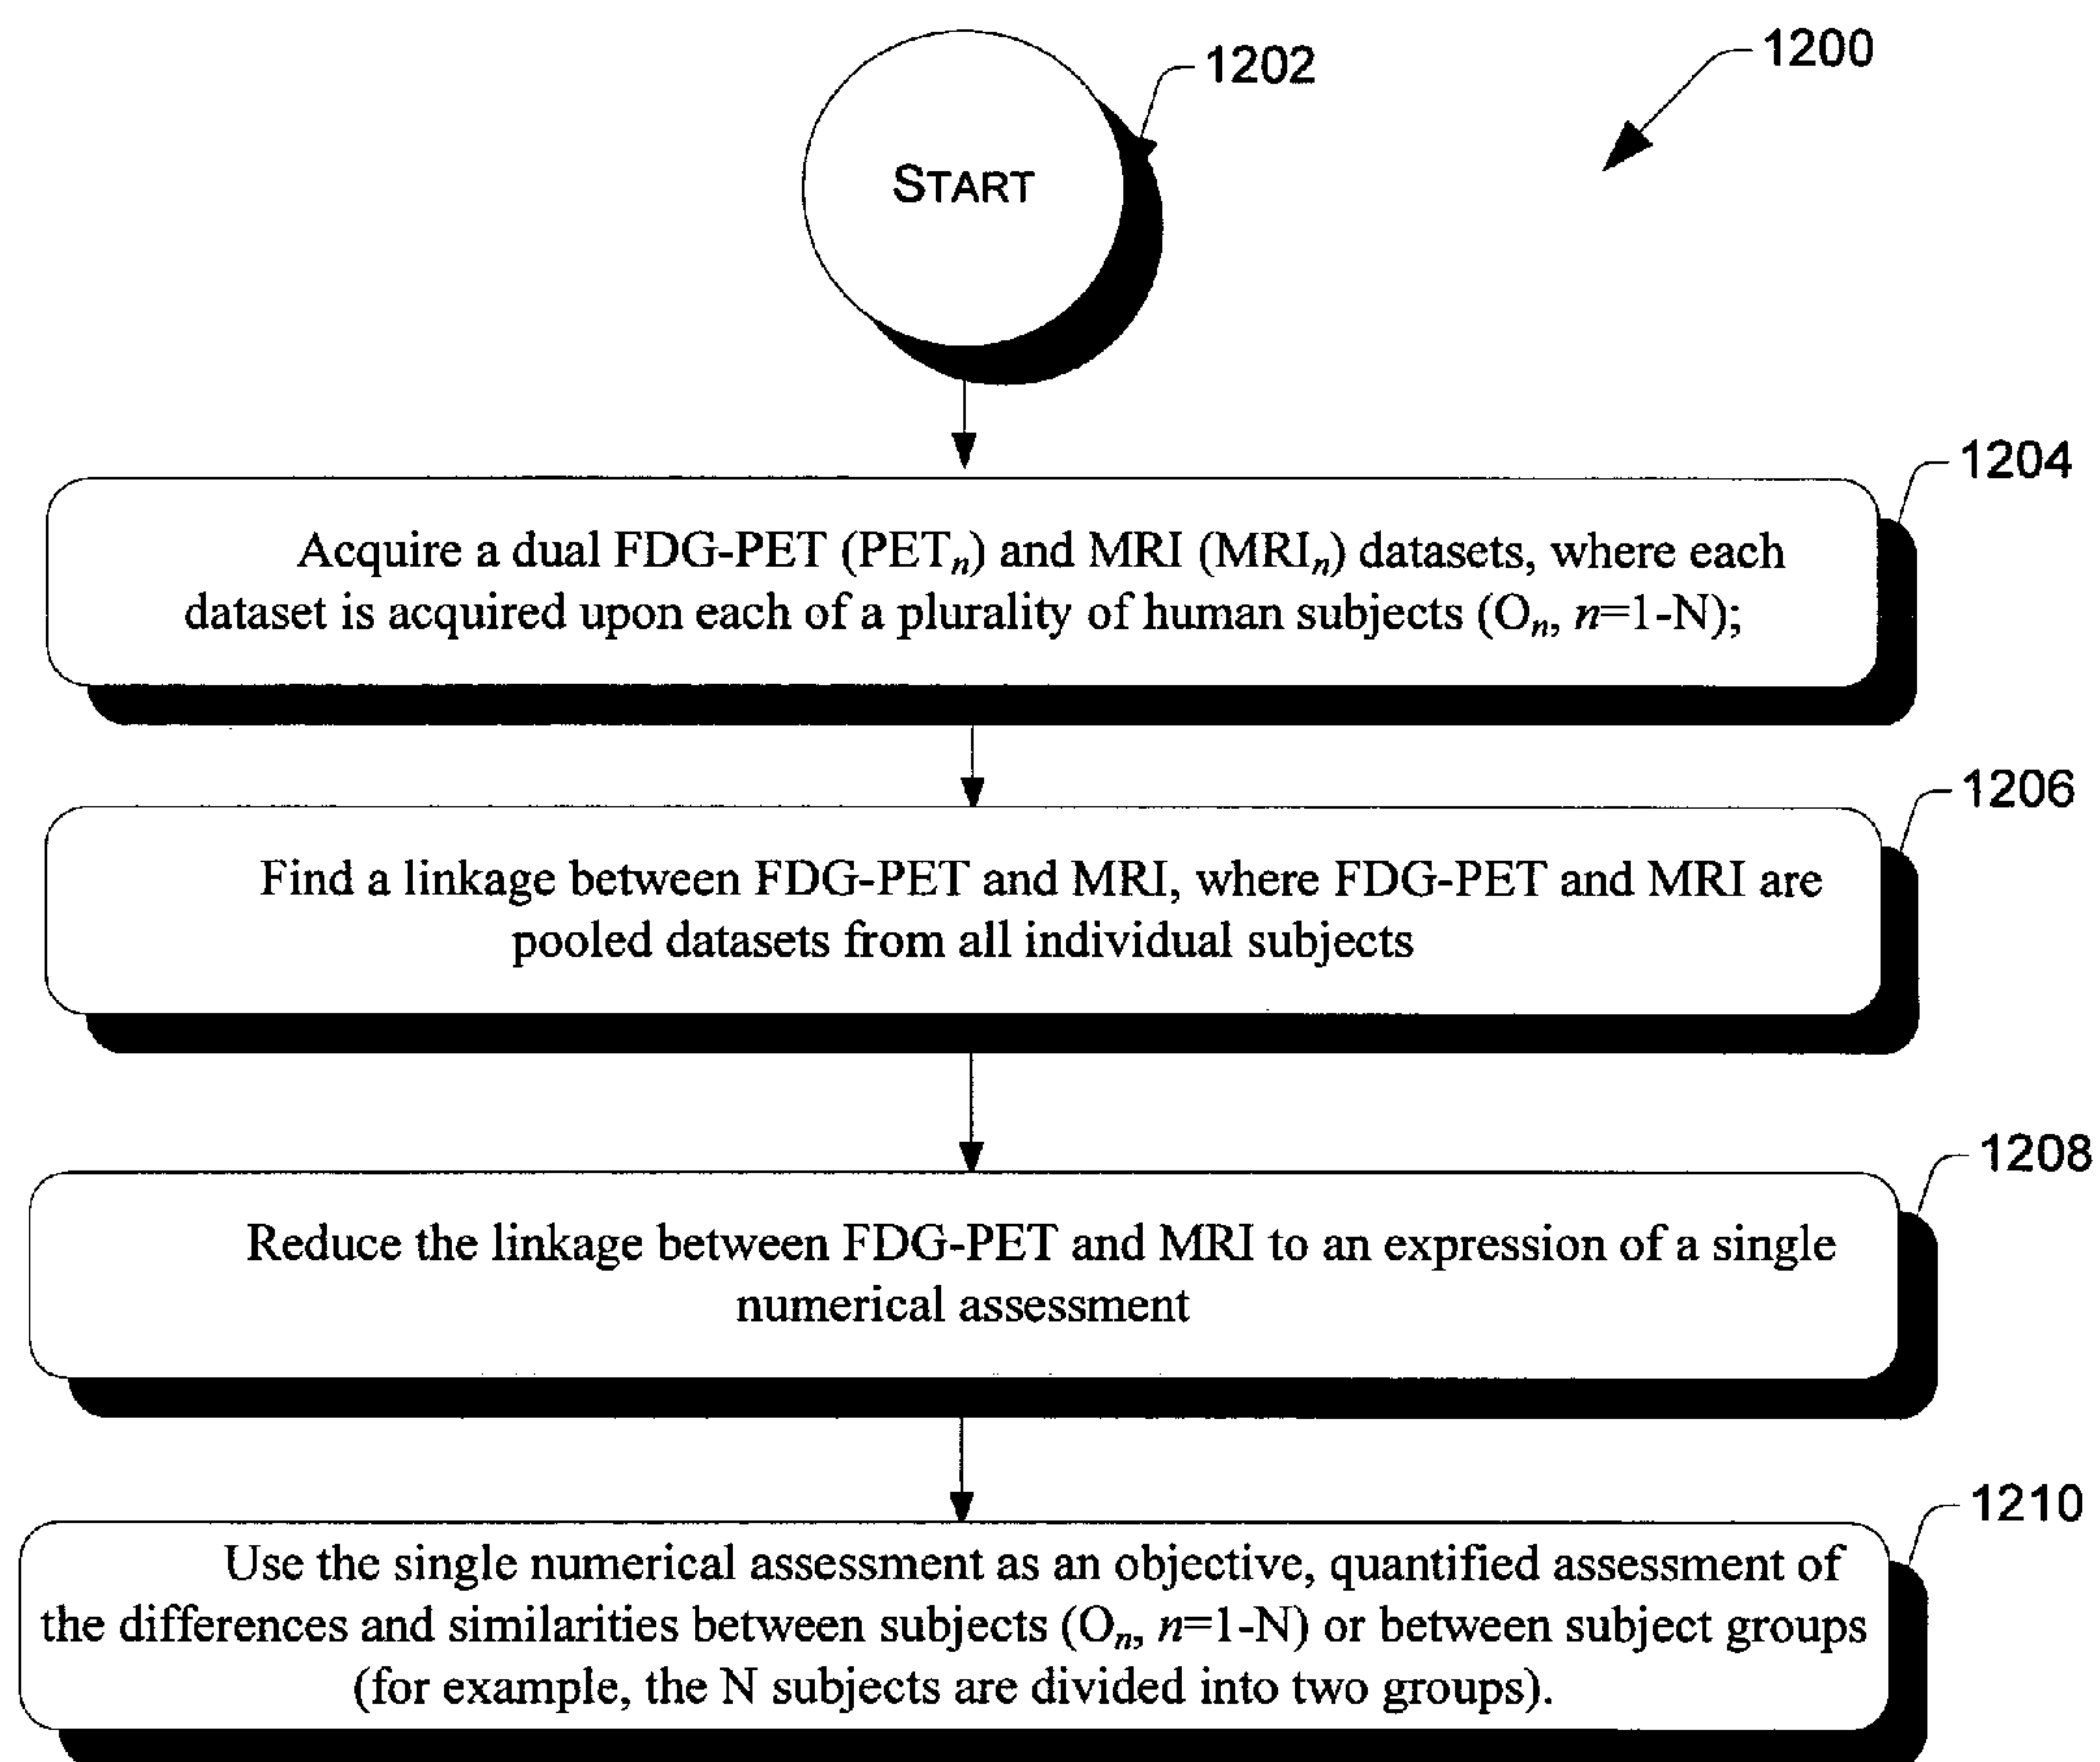 1202
1200
START
1204
Acquire a dual FDG-PET (PETn) and MRI (MRIn) datasets, where each
dataset is acquired upon each of a plurality of human subjects (On, n=1-N);
1206
Find a linkage between FDG-PET and MRI, where FDG-PET and MRI are
pooled datasets from all individual subjects
1208
Reduce the linkage between FDG-PET and MRI to an expression of a single
numerical assessment
1210
Use the single numerical assessment as an objective, quantified assessment of
the differences and similarities between subjects (On, n=1-N) or between subject groups
(for example, the N subjects are divided into two groups).